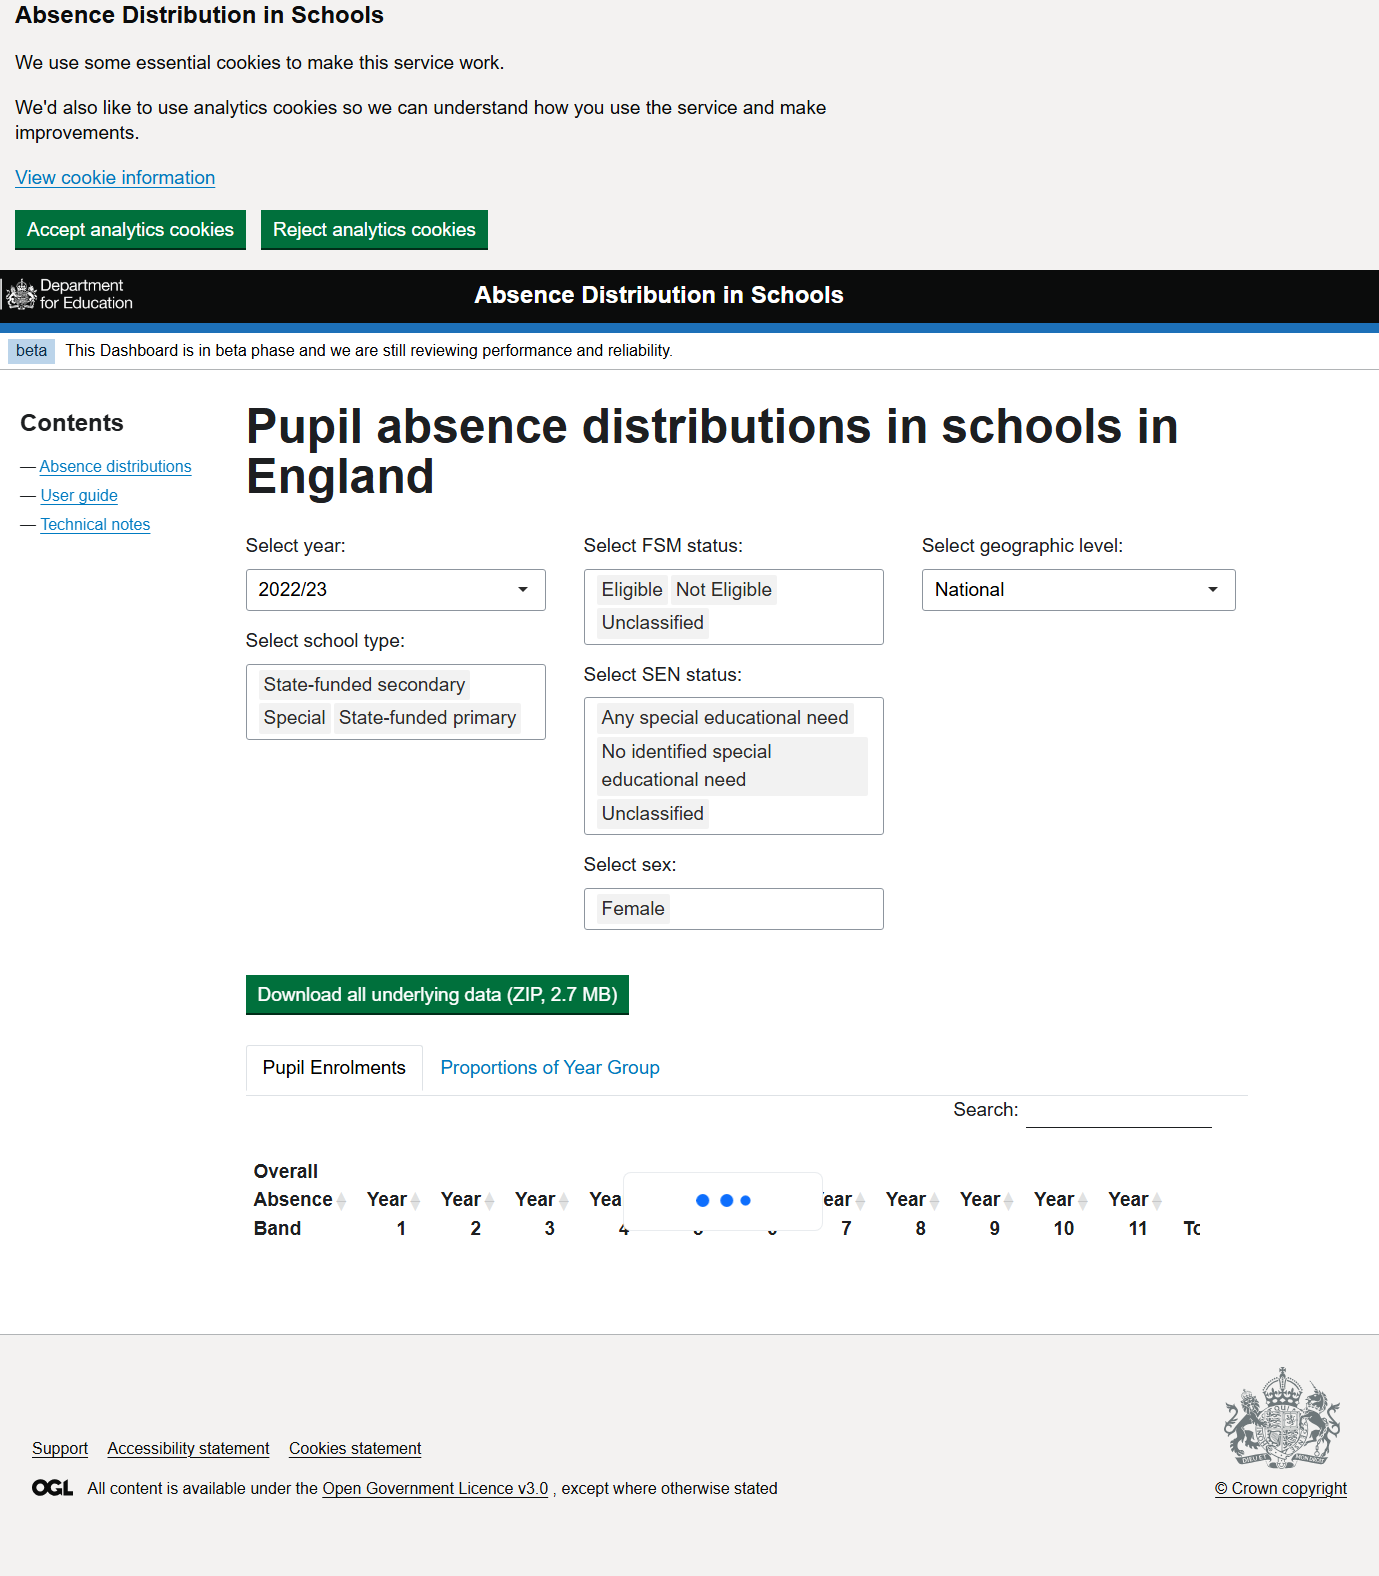 Absence Distribution in Schools
We use some essential cookies to make this service work.
We'd also like to use analytics cookies so we can understand how you use the service and make
improvements.
View cookie information
Accept analytics cookies Reject analytics cookies
Department
for Education
Absence Distribution in Schools
beta This Dashboard is in beta phase and we are still reviewing performance and reliability.
Contents
— Absence distributions
— User guide
— Technical notes
Pupil absence distributions in schools in
England
Select year:
2022/23
Select school type:
State-funded secondary
Special State-funded primary
Select FSM status:
Eligible Not Eligible
Unclassified
Select SEN status:
Any special educational need
No identified special
educational need
Unclassified
Select sex:
Female
Select geographic level:
National
Download all underlying data (ZIP, 2.7 MB)
Pupil Enrolments Proportions of Year Group
Search:
Overall
Absence Year Year Year Year Year Year Year Year
Band 1 2 3 7 8 9 10 11
Support Accessibility statement Cookies statement
OGL All content is available under the Open Government Licence v3.0 , except where otherwise stated
© Crown copyright